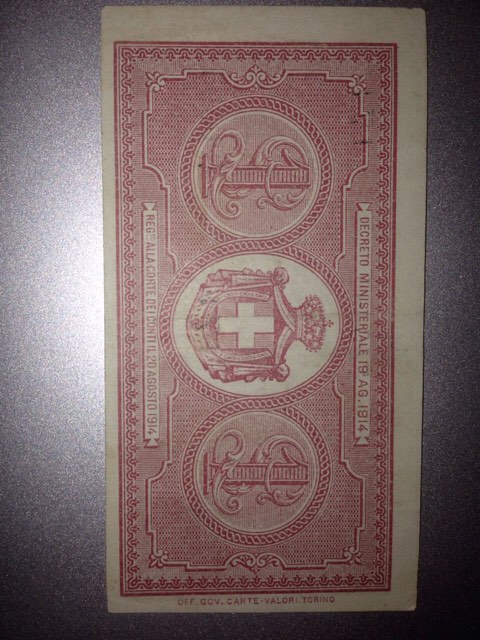 DECRETO MINISTERIALE 19 AG. 1914
REG.º ALLA CORTE DEI CONTI IL 20 AGOSTO 1914
OFF. GOV. CARTE-VALORI. TORINO